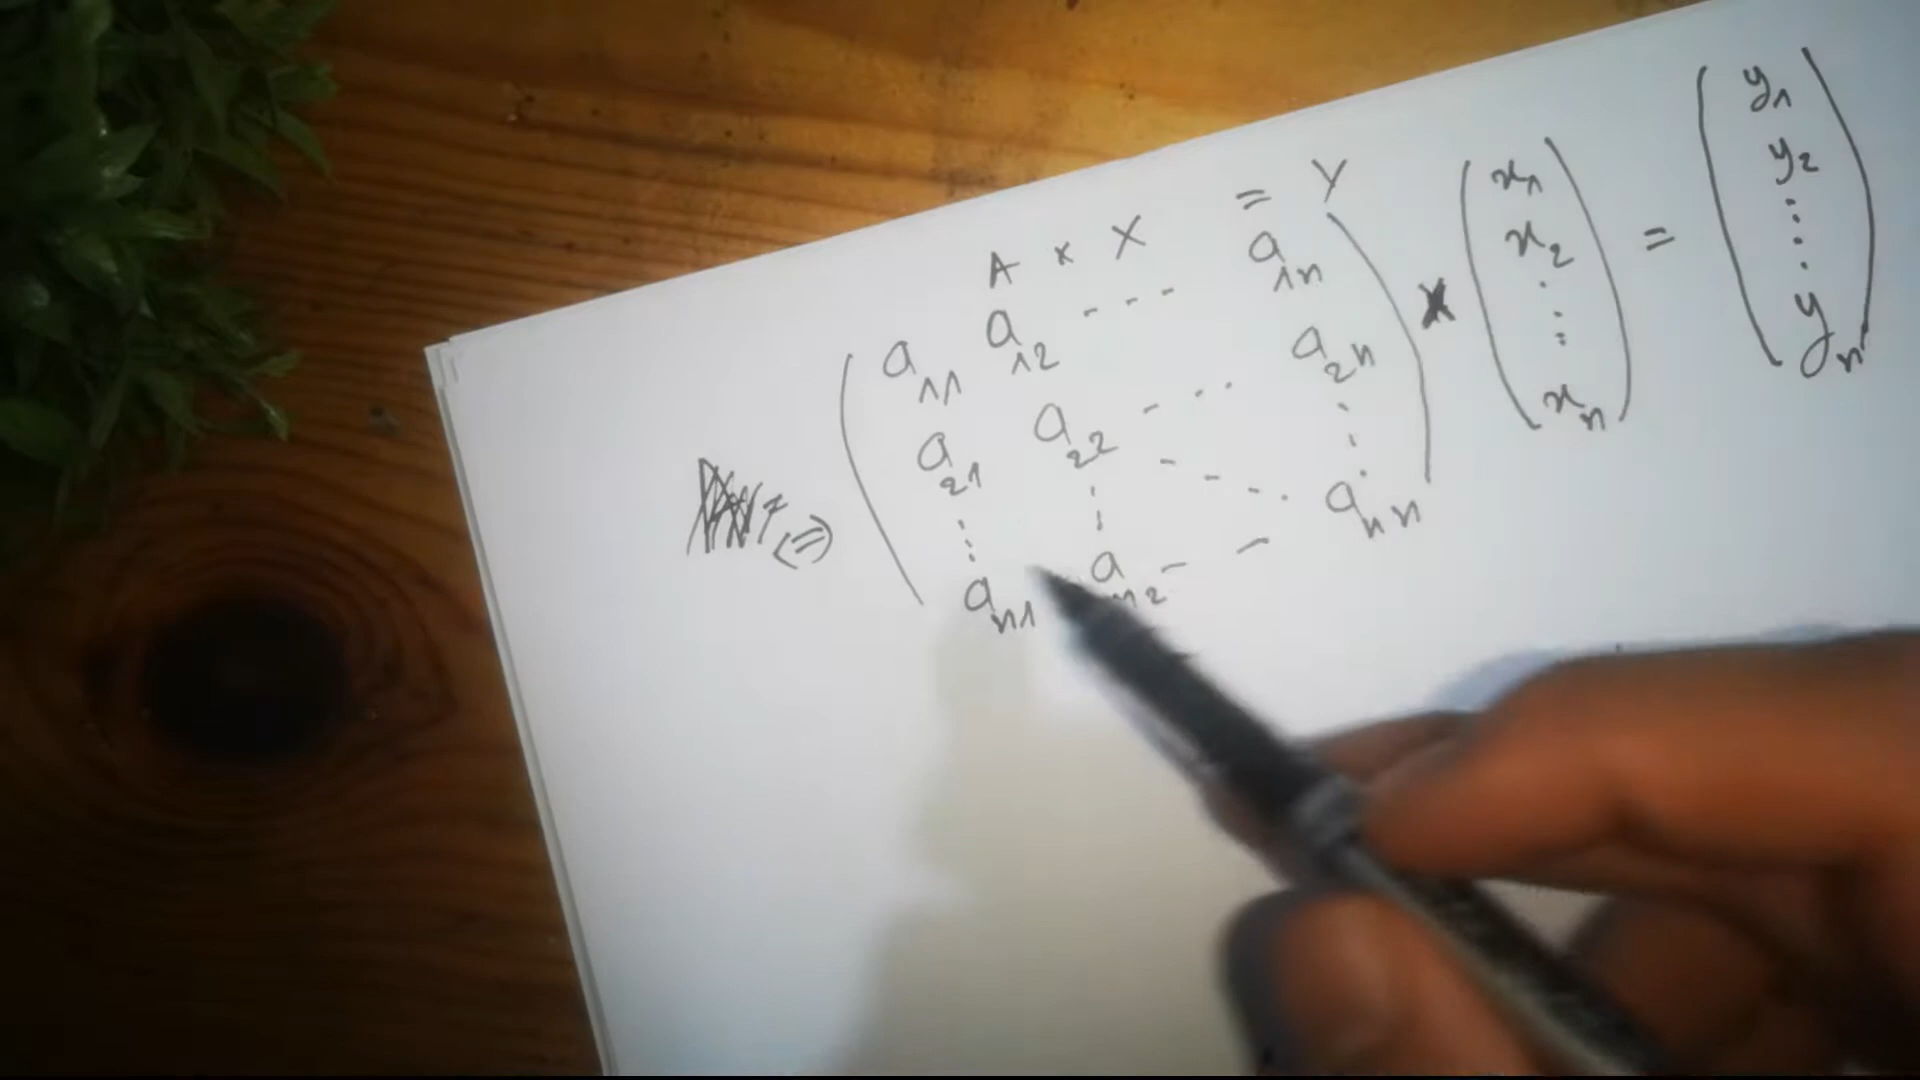 A × X = Y
⇔ ( a11 a12 - - - a1n ) × ( x1 ) = ( y1 )
a21 a22 - - - a2n x2 y2
⋮ ⋮ - - - - ⋮ ⋮ ⋮
an1 an2 - - ann xn yn